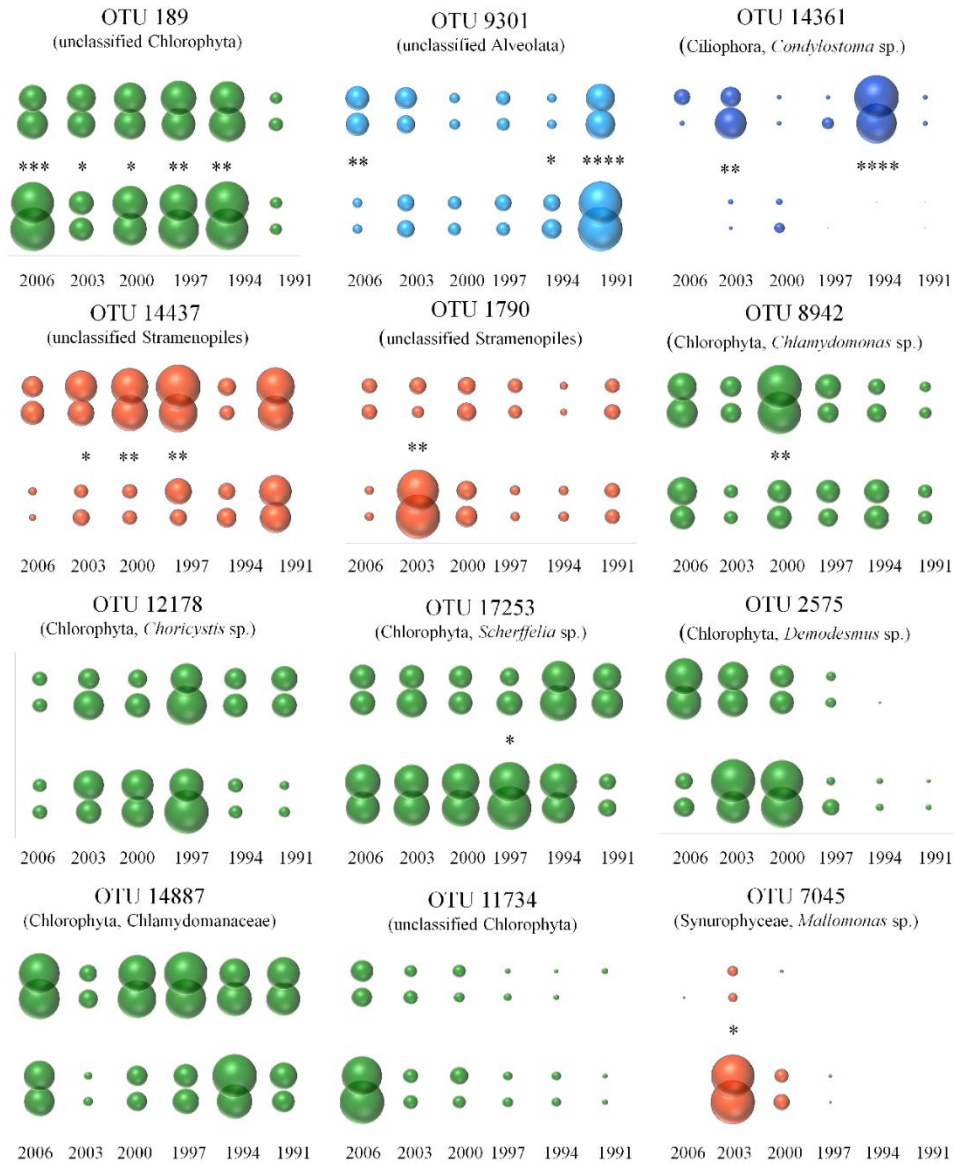 OTU 189
(unclassified Chlorophyta)
*** * * ** **
2006 2003 2000 1997 1994 1991
OTU 9301
(unclassified Alveolata)
** * ****
2006 2003 2000 1997 1994 1991
OTU 14361
(Ciliophora, Condylostoma sp.)
** ****
2006 2003 2000 1997 1994 1991
OTU 14437
(unclassified Stramenopiles)
* ** **
2006 2003 2000 1997 1994 1991
OTU 1790
(unclassified Stramenopiles)
**
2006 2003 2000 1997 1994 1991
OTU 8942
(Chlorophyta, Chlamydomonas sp.)
**
2006 2003 2000 1997 1994 1991
OTU 12178
(Chlorophyta, Choricystis sp.)
2006 2003 2000 1997 1994 1991
OTU 17253
(Chlorophyta, Scherffelia sp.)
*
2006 2003 2000 1997 1994 1991
OTU 2575
(Chlorophyta, Demodesmus sp.)
2006 2003 2000 1997 1994 1991
OTU 14887
(Chlorophyta, Chlamydomanaceae)
2006 2003 2000 1997 1994 1991
OTU 11734
(unclassified Chlorophyta)
2006 2003 2000 1997 1994 1991
OTU 7045
(Synurophyceae, Mallomonas sp.)
*
2006 2003 2000 1997 1994 1991